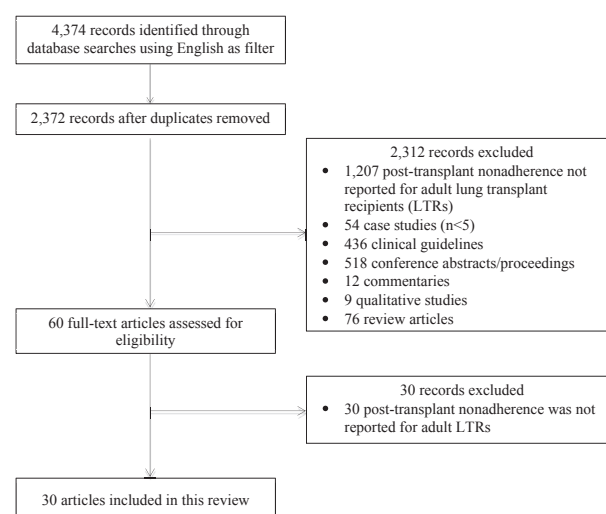 4,374 records identified through
database searches using English as filter
2,372 records after duplicates removed
2,312 records excluded
• 1,207 post-transplant nonadherence not
reported for adult lung transplant
recipients (LTRs)
• 54 case studies (n<5)
• 436 clinical guidelines
• 518 conference abstracts/proceedings
• 12 commentaries
• 9 qualitative studies
• 76 review articles
60 full-text articles assessed for
eligibility
30 records excluded
• 30 post-transplant nonadherence was not
reported for adult LTRs
30 articles included in this review